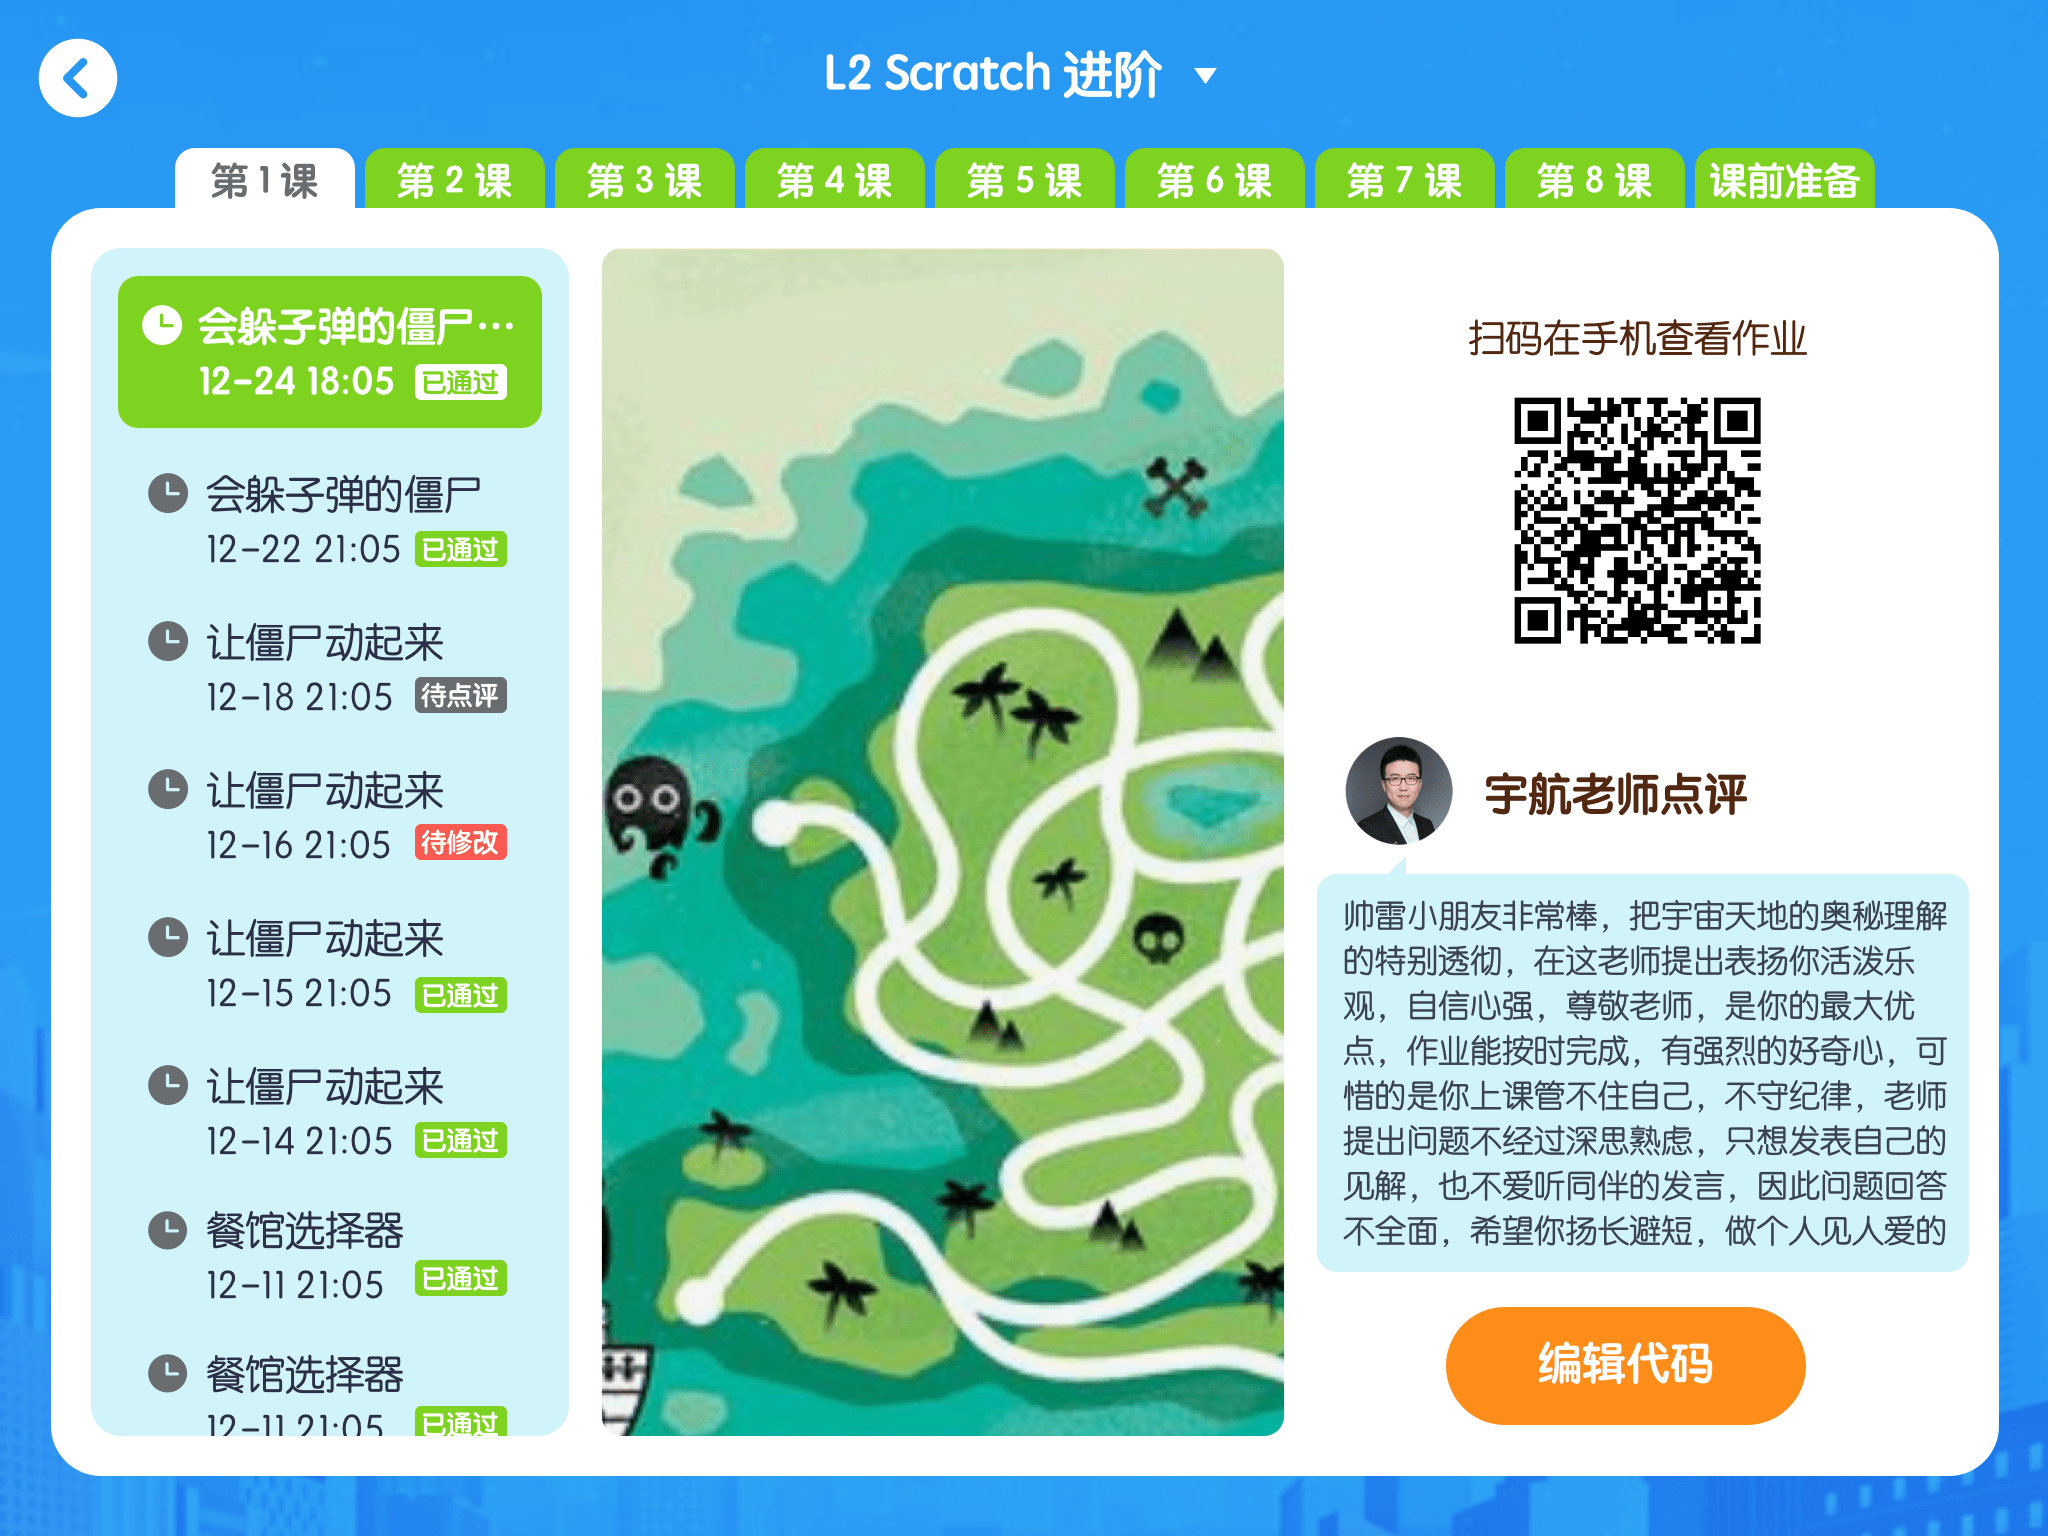 L2 Scratch 进阶
第 1 课
第 2 课
第 3 课
第 4 课
第 5 课
第 6 课
第 7 课
第 8 课
课前准备
会躲子弹的僵尸…
12-24 18:05 已通过
会躲子弹的僵尸
12-22 21:05 已通过
让僵尸动起来
12-18 21:05 待点评
让僵尸动起来
12-16 21:05 待修改
让僵尸动起来
12-15 21:05 已通过
让僵尸动起来
12-14 21:05 已通过
餐馆选择器
12-11 21:05 已通过
餐馆选择器
12-11 21:05 已通过
扫码在手机查看作业
宇航老师点评
帅雷小朋友非常棒，把宇宙天地的奥秘理解
的特别透彻，在这老师提出表扬你活泼乐
观，自信心强，尊敬老师，是你的最大优
点，作业能按时完成，有强烈的好奇心，可
惜的是你上课管不住自己，不守纪律，老师
提出问题不经过深思熟虑，只想发表自己的
见解，也不爱听同伴的发言，因此问题回答
不全面，希望你扬长避短，做个人见人爱的
编辑代码